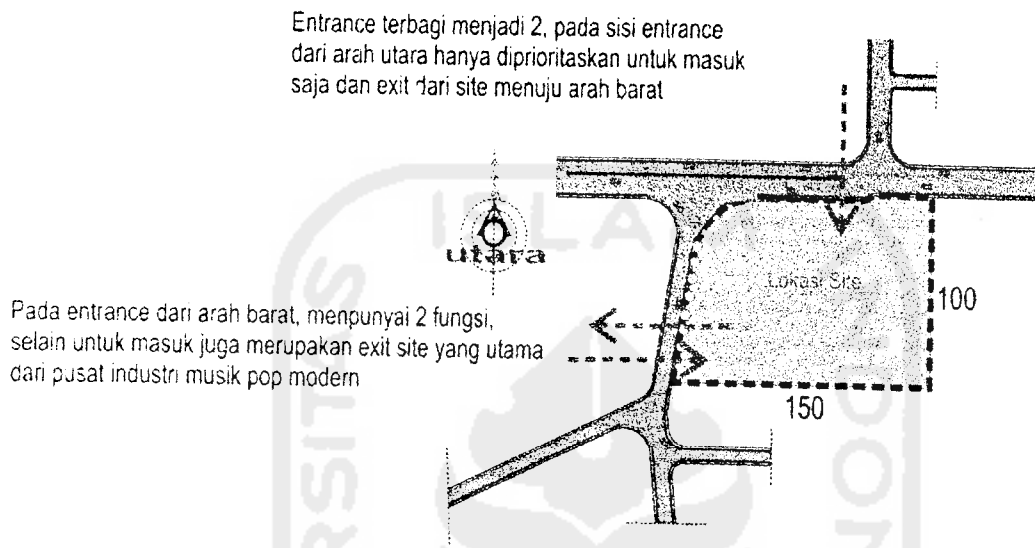 Entrance terbagi menjadi 2, pada sisi entrance
dari arah utara hanya diprioritaskan untuk masuk
saja dan exit dari site menuju arah barat
utara
Lokasi Site
100
Pada entrance dari arah barat, menpunyai 2 fungsi,
selain untuk masuk juga merupakan exit site yang utama
dari pusat industri musik pop modern
150